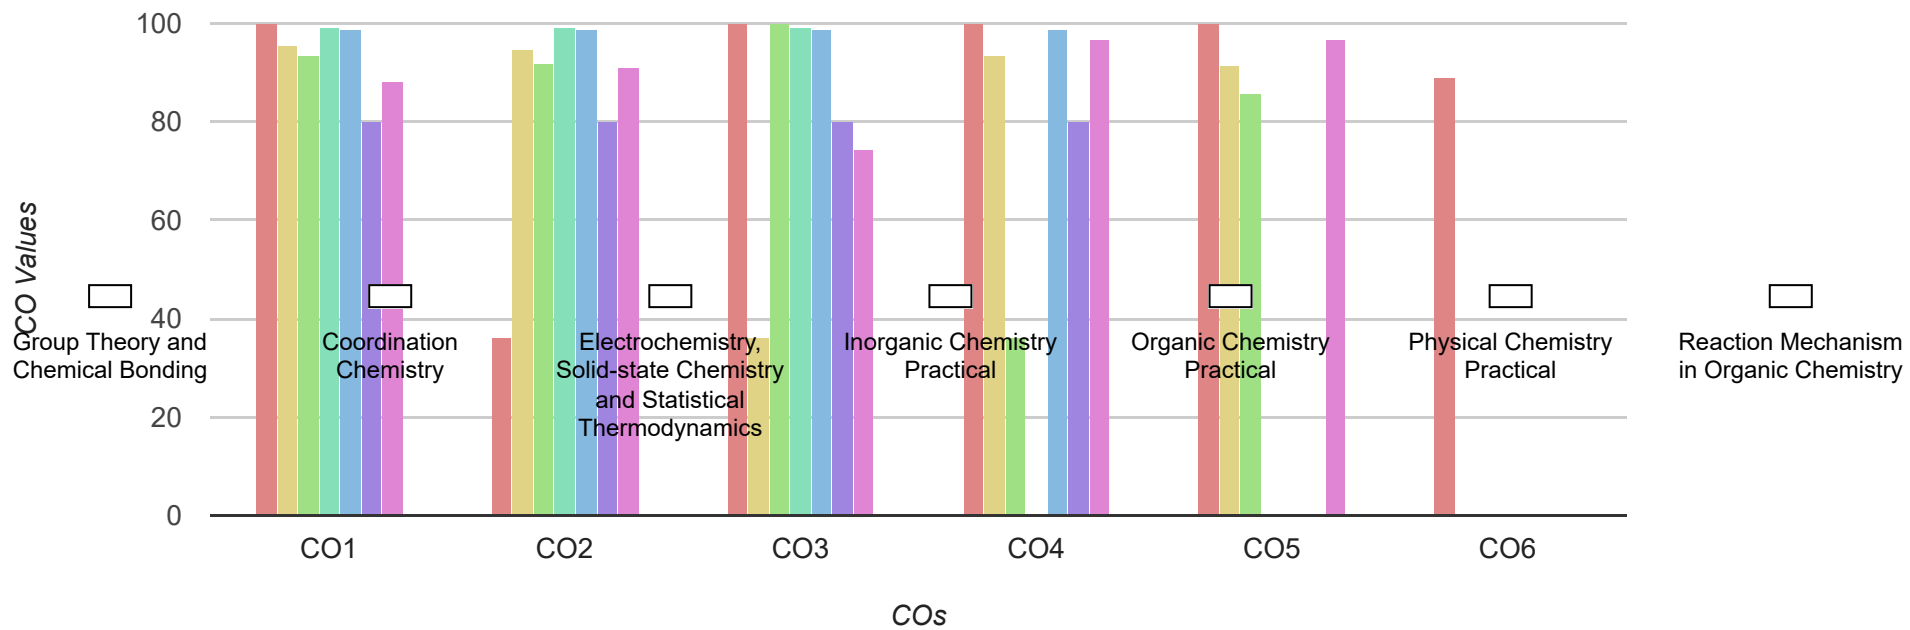 100
80
60
40
20
0
CO Values
Group Theory and
Chemical Bonding
Coordination
Chemistry
Electrochemistry,
Solid-state Chemistry
and Statistical
Thermodynamics
Inorganic Chemistry
Practical
Organic Chemistry
Practical
Physical Chemistry
Practical
Reaction Mechanism
in Organic Chemistry
CO1
CO2
CO3
CO4
CO5
CO6
COs